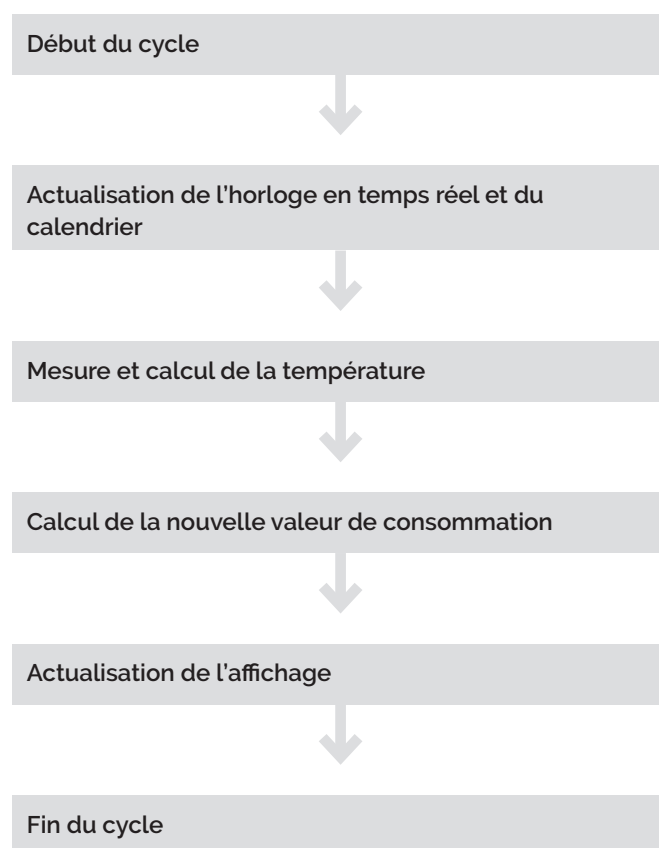 Début du cycle
Actualisation de l'horloge en temps réel et du
calendrier
Mesure et calcul de la température
Calcul de la nouvelle valeur de consommation
Actualisation de l'affichage
Fin du cycle